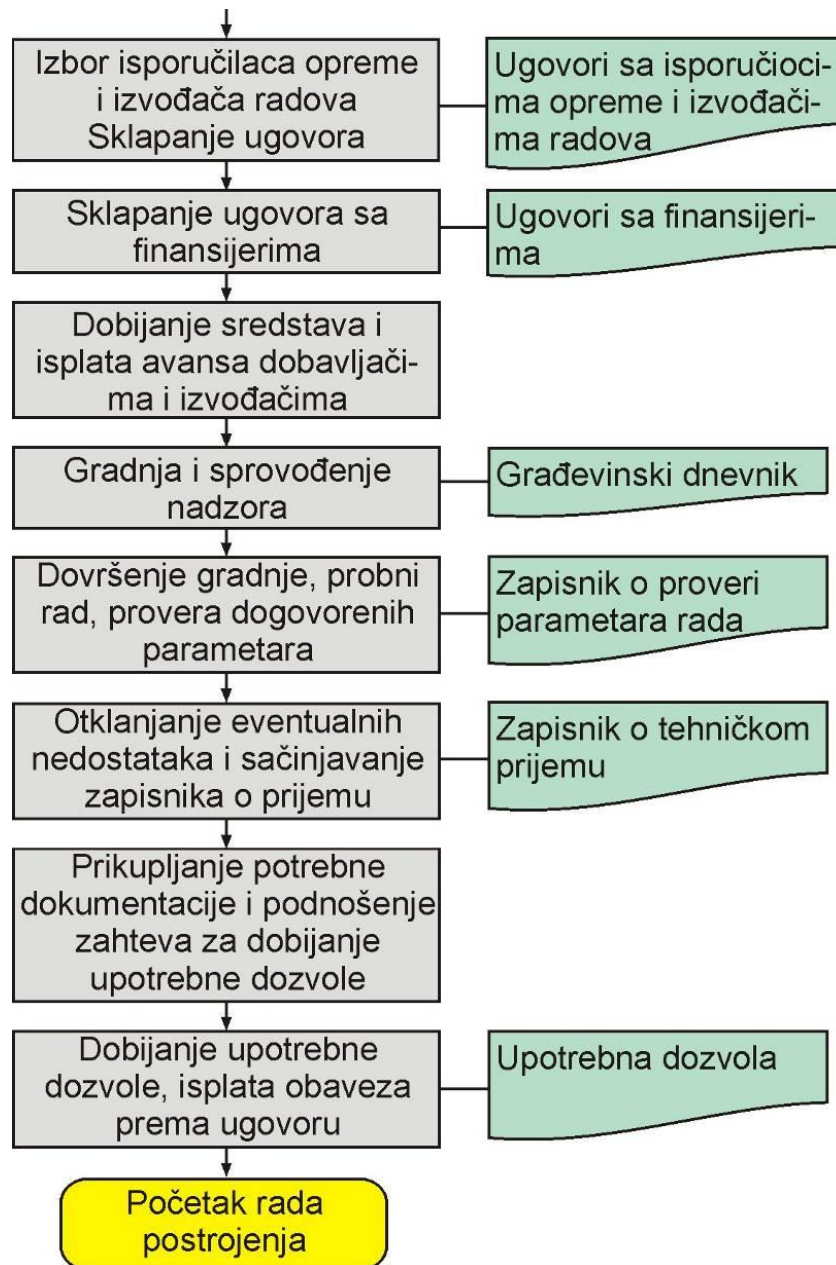 Izbor isporučilaca opreme
i izvođača radova
Sklapanje ugovora
Ugovori sa isporučioci-
ma opreme i izvođači-
ma radova
Sklapanje ugovora sa
finansijerima
Ugovori sa finansijeri-
ma
Dobijanje sredstava i
isplata avansa dobavljači-
ma i izvođačima
Gradnja i sprovođenje
nadzora
Građevinski dnevnik
Dovršenje gradnje, probni
rad, provera dogovorenih
parametara
Zapisnik o proveri
parametara rada
Otklanjanje eventualnih
nedostataka i sačinjavanje
zapisnika o prijemu
Zapisnik o tehničkom
prijemu
Prikupljanje potrebne
dokumentacije i podnošenje
zahteva za dobijanje
upotrebne dozvole
Dobijanje upotrebne
dozvole, isplata obaveza
prema ugovoru
Upotrebna dozvola
Početak rada
postrojenja